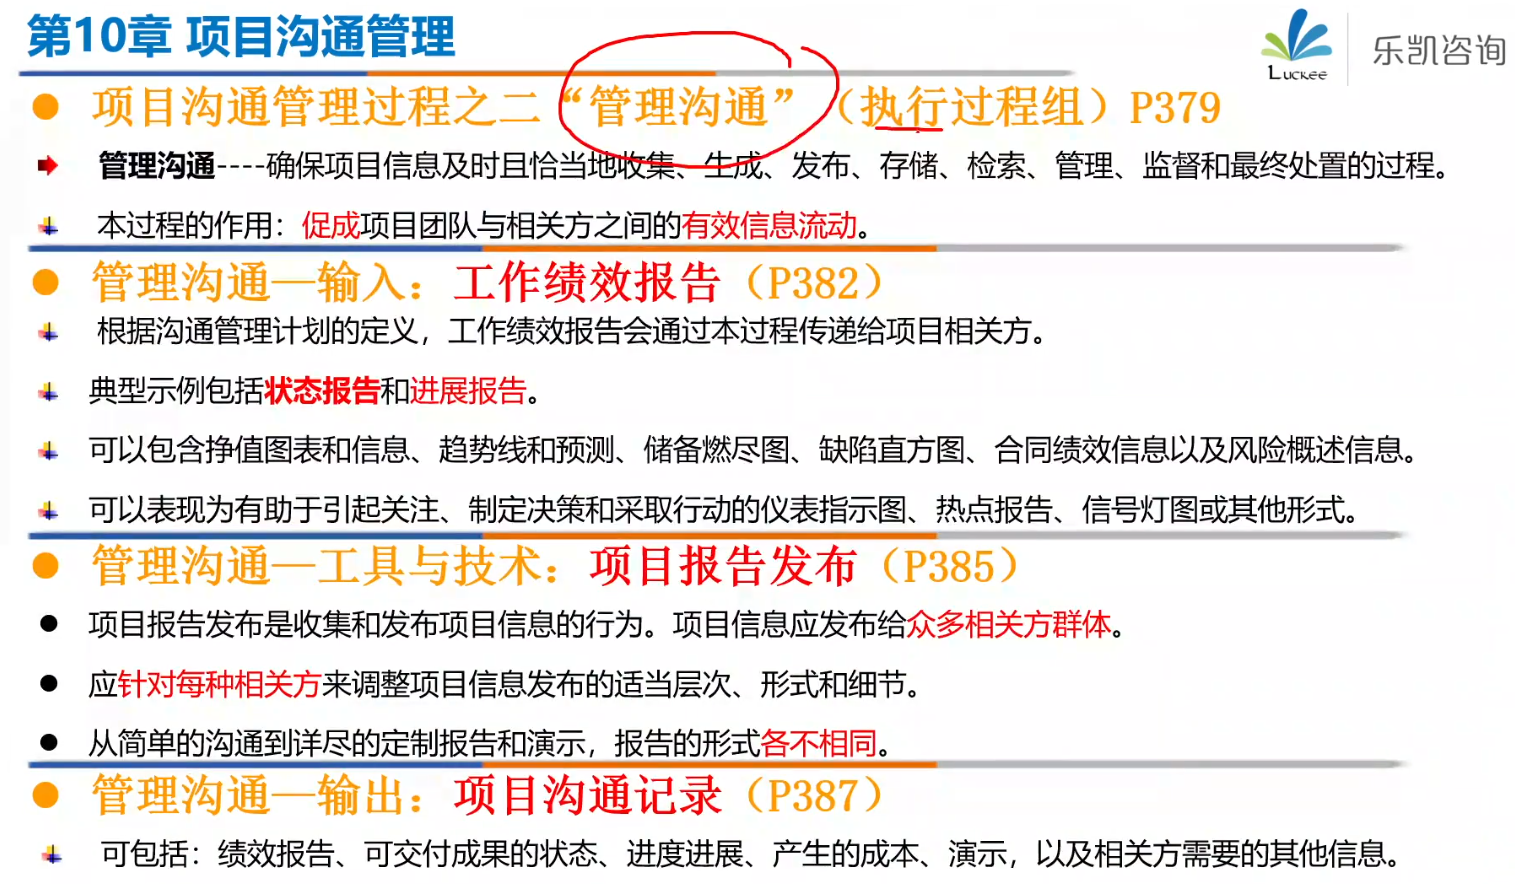 第10章 项目沟通管理
LUCKEE
乐凯咨询
项目沟通管理过程之二“管理沟通”（执行过程组）P379
管理沟通----确保项目信息及时且恰当地收集、生成、发布、存储、检索、管理、监督和最终处置的过程。
本过程的作用：促成项目团队与相关方之间的有效信息流动。
管理沟通—输入：工作绩效报告（P382）
根据沟通管理计划的定义，工作绩效报告会通过本过程传递给项目相关方。
典型示例包括状态报告和进展报告。
可以包含挣值图表和信息、趋势线和预测、储备燃尽图、缺陷直方图、合同绩效信息以及风险概述信息。
可以表现为有助于引起关注、制定决策和采取行动的仪表指示图、热点报告、信号灯图或其他形式。
管理沟通—工具与技术：项目报告发布（P385）
项目报告发布是收集和发布项目信息的行为。项目信息应发布给众多相关方群体。
应针对每种相关方来调整项目信息发布的适当层次、形式和细节。
从简单的沟通到详尽的定制报告和演示，报告的形式各不相同。
管理沟通—输出：项目沟通记录（P387）
可包括：绩效报告、可交付成果的状态、进度进展、产生的成本、演示，以及相关方需要的其他信息。